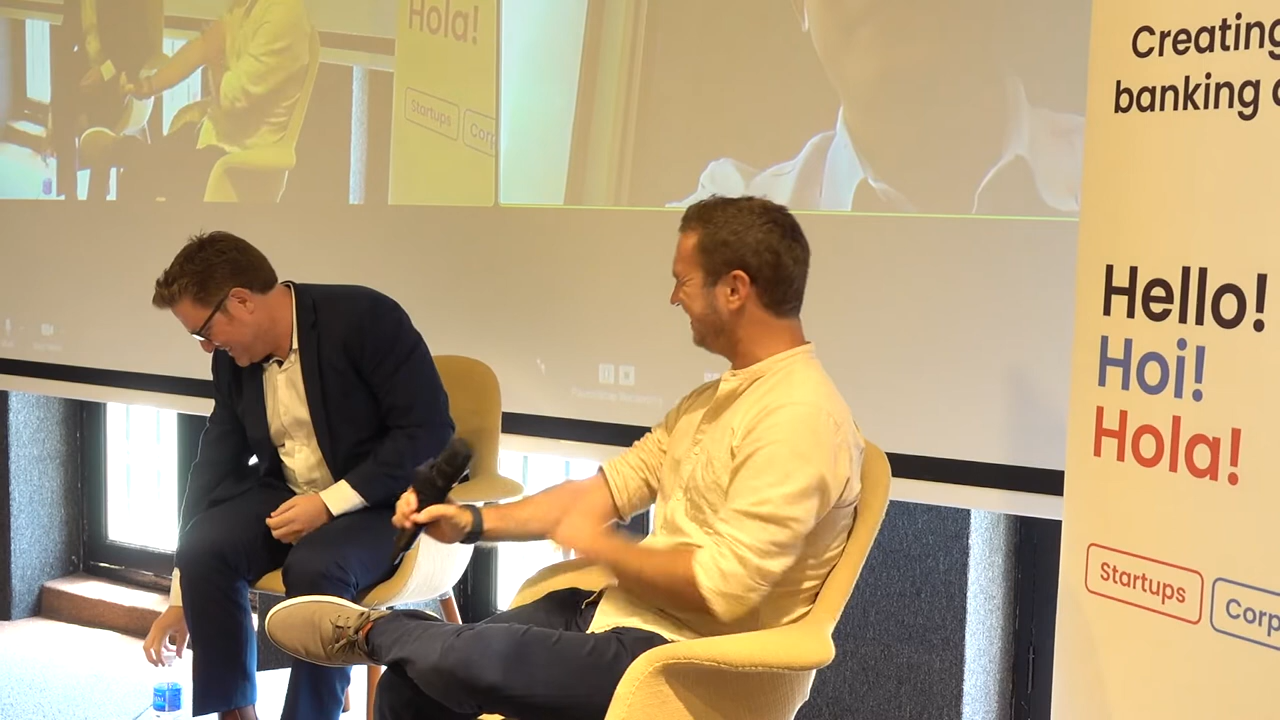 Hola!
Startups
Corp
Creating
banking
Hello!
Hoi!
Hola!
Startups
Corp